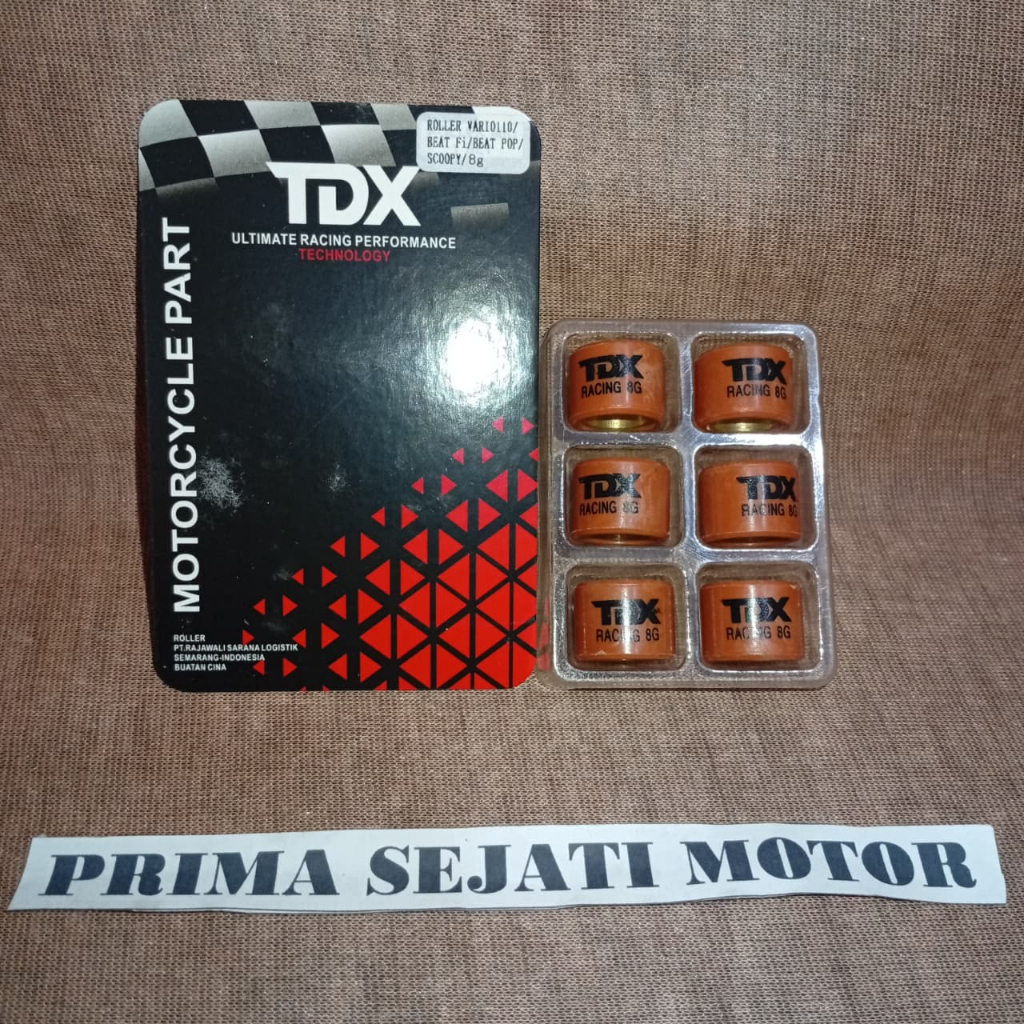 ROLLER VARIO110/
BEAT Fi/BEAT POP/
SCOOPY/8g
TDX
ULTIMATE RACING PERFORMANCE
TECHNOLOGY
MOTORCYCLE PART
ROLLER
PT.RAJAWALI SARANA LOGISTIK
SEMARANG-INDONESIA
BUATAN CINA
TDX
RACING 8G
TDX
RACING 8G
TDX
RACING 8G
TDX
RACING 8G
TDX
RACING 8G
TDX
RACING 8G
PRIMA SEJATI MOTOR